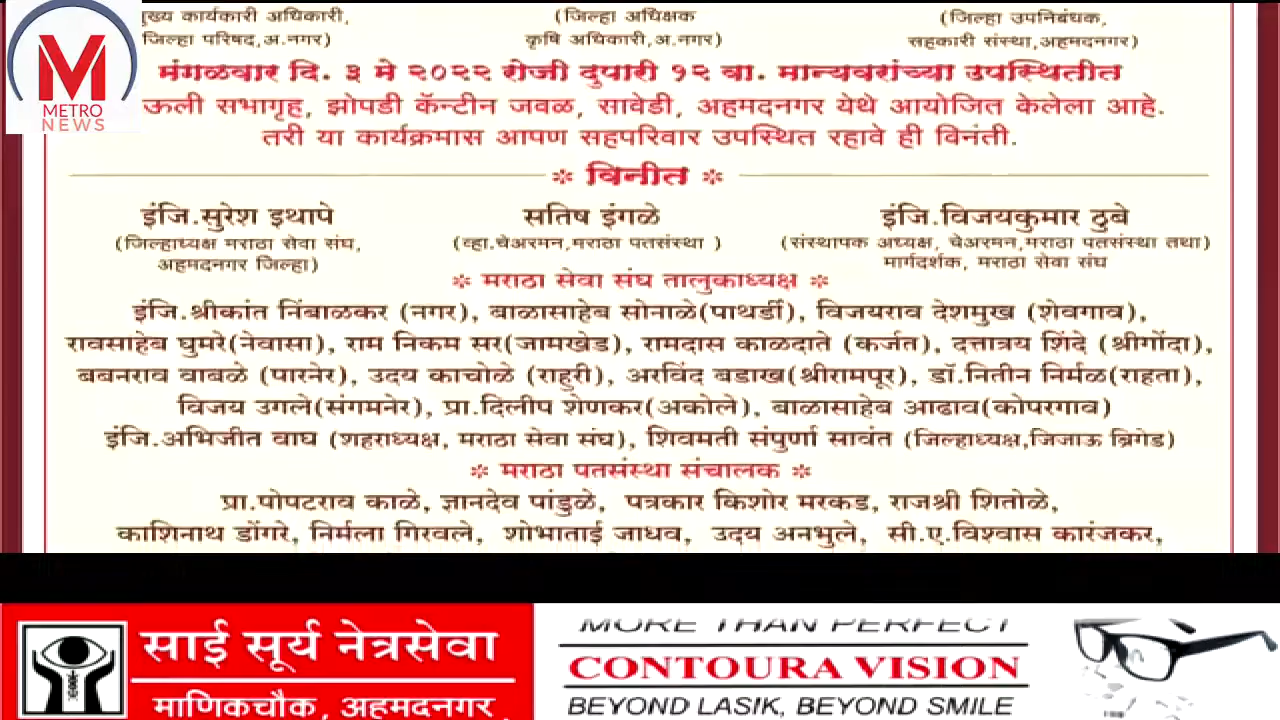 मुख्य कार्यकारी अधिकारी, (जिल्हा अधिक्षक (जिल्हा उपनिबंधक,
जिल्हा परिषद,अ.नगर) कृषि अधिकारी,अ.नगर) सहकारी संस्था,अहमदनगर)
मंगळवार दि. ३ मे २०२२ रोजी दुपारी १२ वा. मान्यवरांच्या उपस्थितीत
ऊली सभागृह, झोपडी कॅन्टीन जवळ, सावेडी, अहमदनगर येथे आयोजित केलेला आहे.
M
METRO
NEWS
तरी या कार्यक्रमास आपण सहपरिवार उपस्थित रहावे ही विनंती.
❊ विनीत ❊
इंजि.सुरेश इथापे सतिष इंगळे इंजि.विजयकुमार ठुबे
(जिल्हाध्यक्ष मराठा सेवा संघ, (व्हा.चेअरमन,मराठा पतसंस्था ) (संस्थापक अध्यक्ष, चेअरमन,मराठा पतसंस्था तथा)
अहमदनगर जिल्हा) मार्गदर्शक, मराठा सेवा संघ
❊ मराठा सेवा संघ तालुकाध्यक्ष ❊
इंजि.श्रीकांत निंबाळकर (नगर), बाळासाहेब सोनाळे(पाथर्डी), विजयराव देशमुख (शेवगाव),
रावसाहेब घुमरे(नेवासा), राम निकम सर(जामखेड), रामदास काळदाते (कर्जत), दत्तात्रय शिंदे (श्रीगोंदा),
बबनराव वाबळे (पारनेर), उदय काचोळे (राहुरी), अरविंद बडाख(श्रीरामपूर), डॉ.नितीन निर्मळ(राहता),
विजय उगले(संगमनेर), प्रा.दिलीप शेणकर(अकोले), बाळासाहेब आढाव(कोपरगाव)
इंजि.अभिजीत वाघ (शहराध्यक्ष, मराठा सेवा संघ), शिवमती संपुर्णा सावंत (जिल्हाध्यक्ष,जिजाऊ ब्रिगेड)
❊ मराठा पतसंस्था संचालक ❊
प्रा.पोपटराव काळे, ज्ञानदेव पांडुळे, पत्रकार किशोर मरकड, राजश्री शितोळे,
काशिनाथ डोंगरे, निर्मला गिरवले, शोभाताई जाधव, उदय अनभुले, सी.ए.विश्वास कारंजकर,
साई सूर्य नेत्रसेवा
माणिकचौक, अहमदनगर.
MORE THAN PERFECT
CONTOURA VISION
BEYOND LASIK, BEYOND SMILE